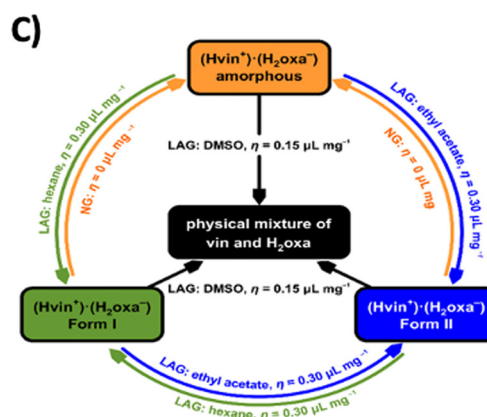 C)
(Hvin⁺)·(H₂oxa⁻)
amorphous
LAG: hexane, η = 0.30 µL mg⁻¹
NG: η = 0 µL mg⁻¹
LAG: DMSO, η = 0.15 µL mg⁻¹
NG: η = 0 µL mg
LAG: ethyl acetate, η = 0.30 µL mg⁻¹
physical mixture of
vin and H₂oxa
(Hvin⁺)·(H₂oxa⁻)
Form I
LAG: DMSO, η = 0.15 µL mg⁻¹
(Hvin⁺)·(H₂oxa⁻)
Form II
LAG: ethyl acetate, η = 0.30 µL mg⁻¹
LAG: hexane, η = 0.30 µL mg⁻¹